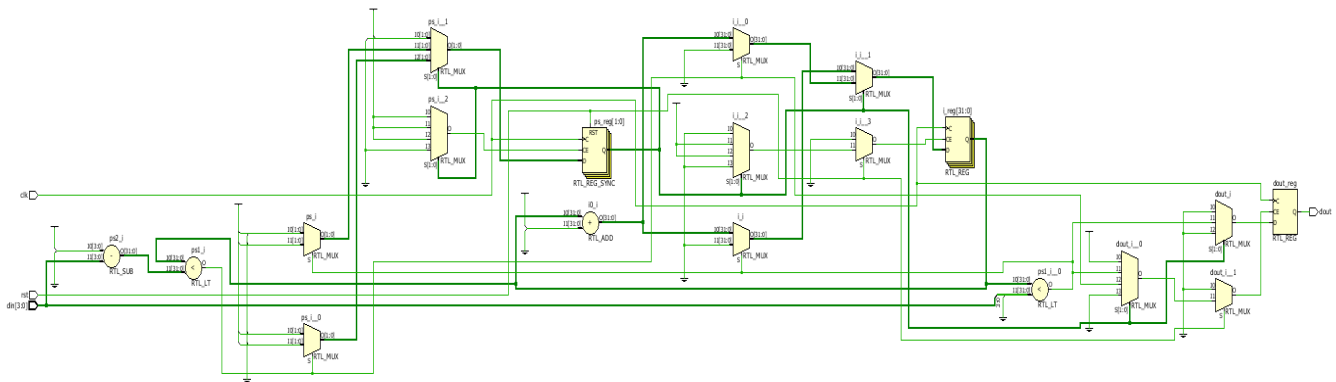 ps_i__1
I0[1:0]
I1[1:0]
I2[1:0]
O[1:0]
S[1:0]
RTL_MUX
ps_i__2
I0
I1
I2
I3
O
S[1:0]
RTL_MUX
ps_reg[1:0]
RST
C
CE
D
Q
RTL_REG_SYNC
i_i__0
I0[31:0]
I1[31:0]
O[31:0]
S
RTL_MUX
i_i__1
I0[31:0]
I1[31:0]
O[31:0]
S[1:0]
RTL_MUX
i_i__2
I0
I1
I2
I3
O
S[1:0]
RTL_MUX
i_i__3
I0
I1
O
S
RTL_MUX
i_reg[31:0]
C
CE
D
Q
RTL_REG
clk
ps2_i
I0[3:0]
I1[3:0]
O[31:0]
-
RTL_SUB
ps1_i
I0[31:0]
I1[31:0]
<
O
RTL_LT
ps_i
I0[1:0]
I1[1:0]
O[1:0]
S
RTL_MUX
i0_i
I0[31:0]
I1[31:0]
+
O[31:0]
RTL_ADD
i_i
I0[31:0]
I1[31:0]
O[31:0]
S
RTL_MUX
dout_i
I0
I1
I2
O
S[1:0]
RTL_MUX
dout_reg
C
CE
D
Q
RTL_REG
dout
rst
din[3:0]
ps_i__0
I0[1:0]
I1[1:0]
O[1:0]
S
RTL_MUX
ps1_i__0
I0[31:0]
I1[31:0]
<
O
RTL_LT
dout_i__0
I0
I1
I2
I3
O
S[1:0]
RTL_MUX
dout_i__1
I0
I1
O
S
RTL_MUX